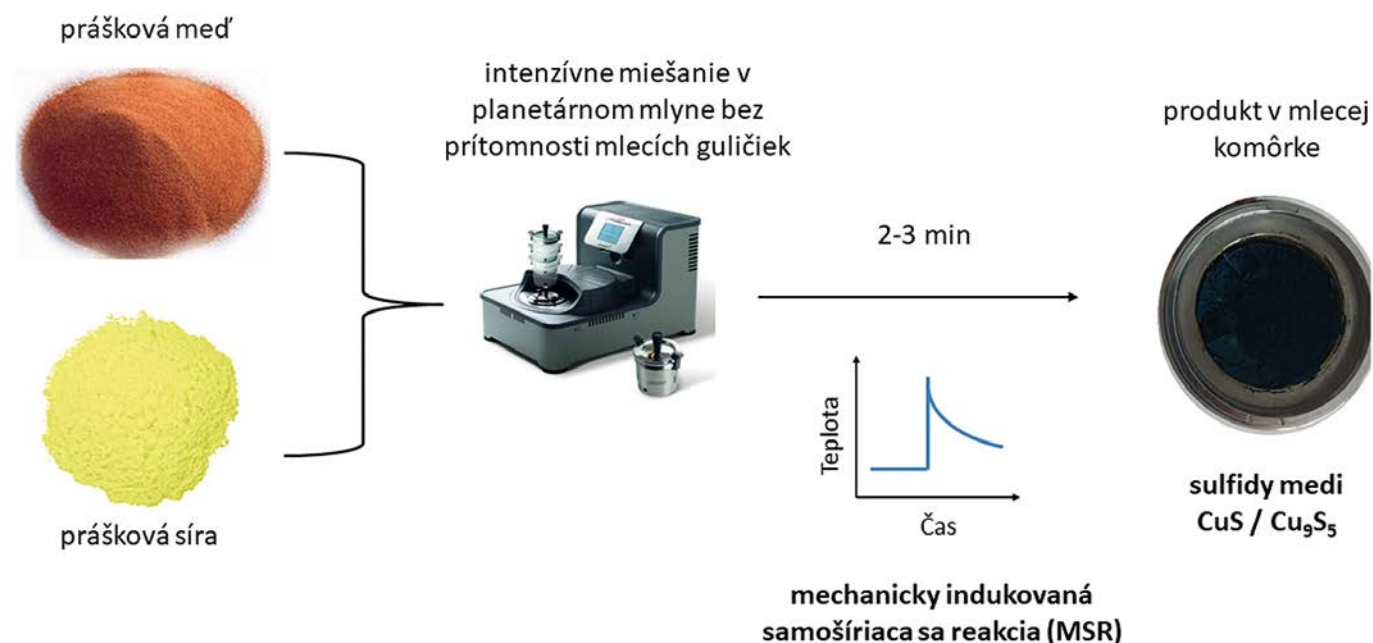 prášková meď
prášková síra
intenzívne miešanie v
planetárnom mlyne bez
prítomnosti mlecích guličiek
2-3 min
Teplota
Čas
mechanicky indukovaná
samošíriaca sa reakcia (MSR)
produkt v mlecej
komôrke
sulfidy medi
CuS / Cu₉S₅